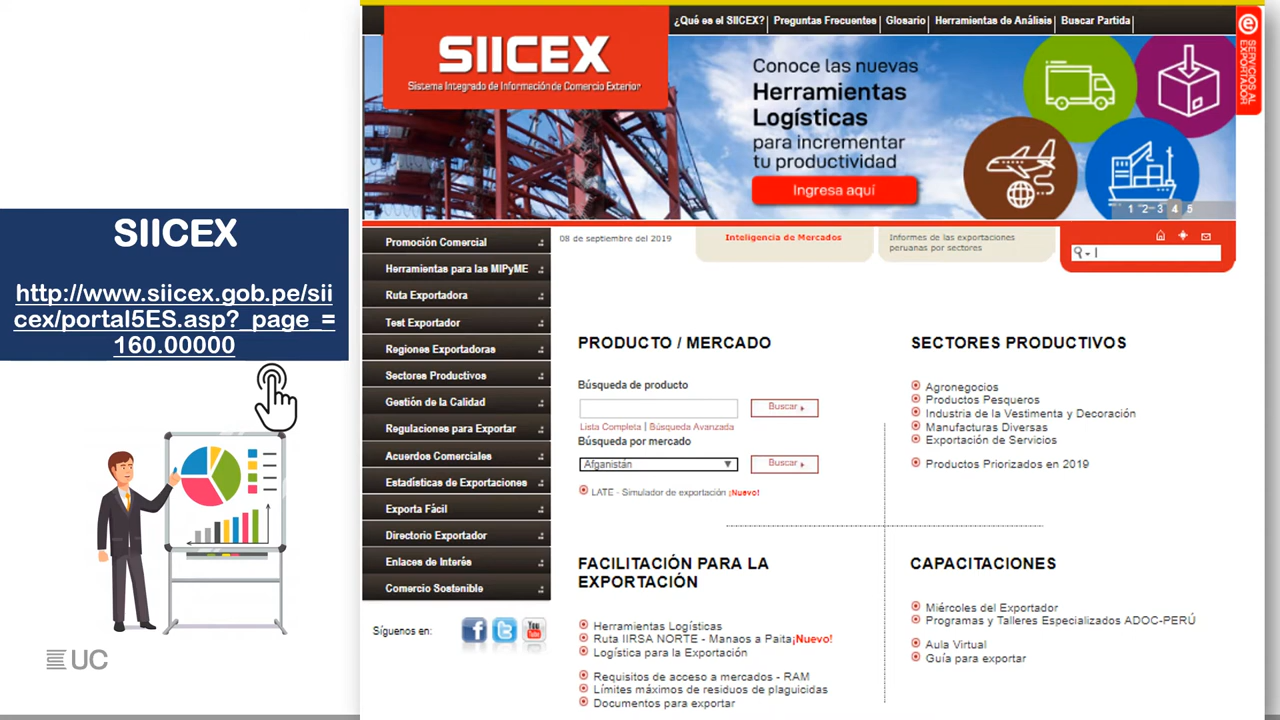 SIICEX
http://www.siicex.gob.pe/sii
cex/portal5ES.asp?_page_=
160.00000
UC
¿Qué es el SIICEX?
Preguntas Frecuentes
Glosario
Herramientas de Análisis
Buscar Partida
SERVICIOS AL
EXPORTADOR
SIICEX
Sistema Integrado de Información de Comercio Exterior
Conoce las nuevas
Herramientas
Logísticas
para incrementar
tu productividad
Ingresa aquí
1 2 3 4 5
Promoción Comercial
Herramientas para las MIPyME
Ruta Exportadora
Test Exportador
Regiones Exportadoras
Sectores Productivos
Gestión de la Calidad
Regulaciones para Exportar
Acuerdos Comerciales
Estadísticas de Exportaciones
Exporta Fácil
Directorio Exportador
Enlaces de Interés
Comercio Sostenible
Síguenos en:
You
Tube
08 de septiembre del 2019
Inteligencia de Mercados
Informes de las exportaciones
peruanas por sectores
PRODUCTO / MERCADO
Búsqueda de producto
Buscar
Lista Completa | Búsqueda Avanzada
Búsqueda por mercado
Afganistán
Buscar
LATE - Simulador de exportación ¡Nuevo!
SECTORES PRODUCTIVOS
Agronegocios
Productos Pesqueros
Industria de la Vestimenta y Decoración
Manufacturas Diversas
Exportación de Servicios
Productos Priorizados en 2019
FACILITACIÓN PARA LA
EXPORTACIÓN
Herramientas Logísticas
Ruta IIRSA NORTE - Manaos a Paita¡Nuevo!
Logística para la Exportación
Requisitos de acceso a mercados - RAM
Límites máximos de residuos de plaguicidas
Documentos para exportar
CAPACITACIONES
Miércoles del Exportador
Programas y Talleres Especializados ADOC-PERÚ
Aula Virtual
Guía para exportar